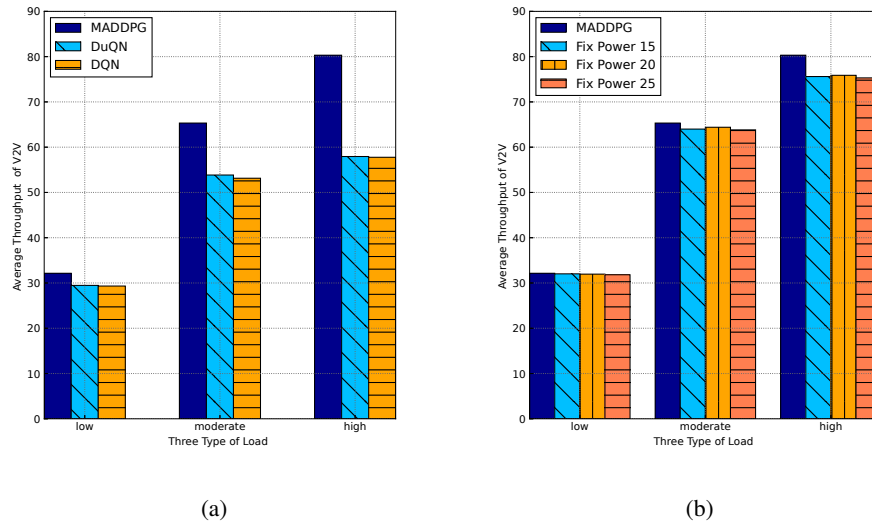 90
80
70
60
50
40
30
20
10
0
Average Throughput of V2V
MADDPG
DuQN
DQN
low
moderate
high
Three Type of Load
(a)
90
80
70
60
50
40
30
20
10
0
Average Throughput of V2V
MADDPG
Fix Power 15
Fix Power 20
Fix Power 25
low
moderate
high
Three Type of Load
(b)